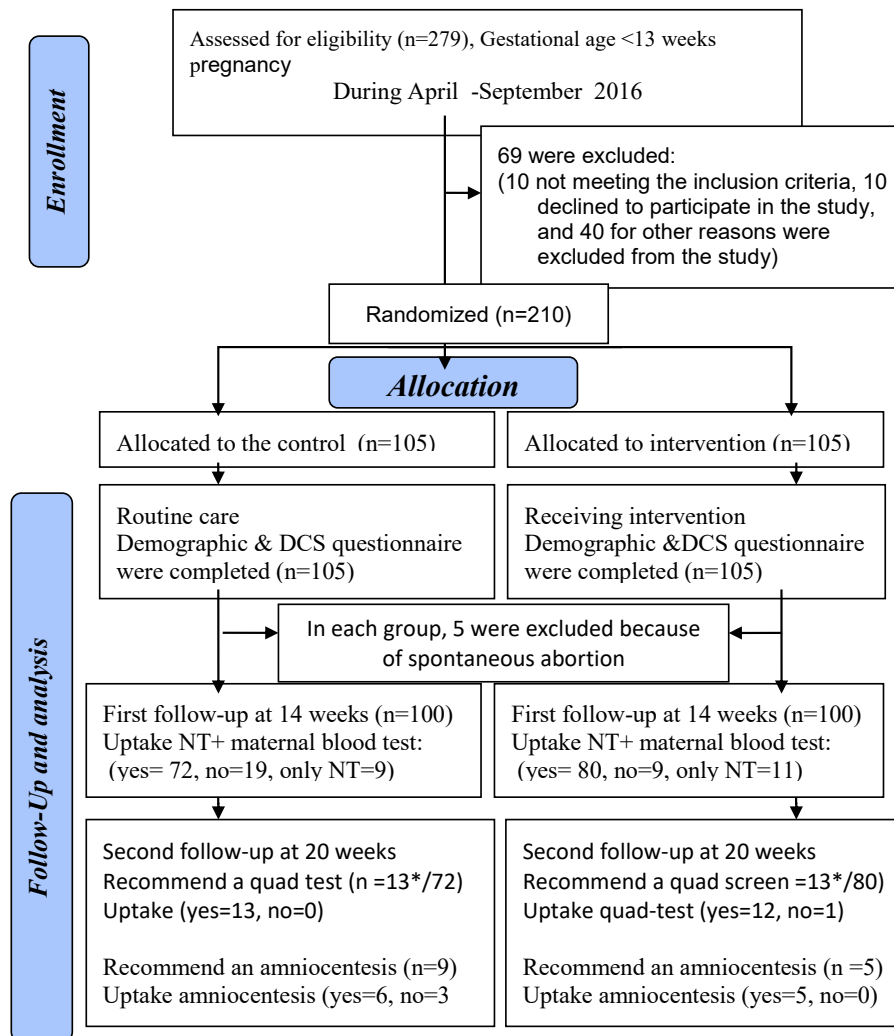 Enrollment
Assessed for eligibility (n=279), Gestational age <13 weeks
pregnancy
During April -September 2016
69 were excluded:
(10 not meeting the inclusion criteria, 10
declined to participate in the study,
and 40 for other reasons were
excluded from the study)
Randomized (n=210)
Allocation
Allocated to the control (n=105)
Allocated to intervention (n=105)
Follow-Up and analysis
Routine care
Demographic & DCS questionnaire
were completed (n=105)
Receiving intervention
Demographic &DCS questionnaire
were completed (n=105)
In each group, 5 were excluded because
of spontaneous abortion
First follow-up at 14 weeks (n=100)
Uptake NT+ maternal blood test:
(yes= 72, no=19, only NT=9)
First follow-up at 14 weeks (n=100)
Uptake NT+ maternal blood test:
(yes= 80, no=9, only NT=11)
Second follow-up at 20 weeks
Recommend a quad test (n =13*/72)
Uptake (yes=13, no=0)
Recommend an amniocentesis (n=9)
Uptake amniocentesis (yes=6, no=3
Second follow-up at 20 weeks
Recommend a quad screen =13*/80)
Uptake quad-test (yes=12, no=1)
Recommend an amniocentesis (n =5)
Uptake amniocentesis (yes=5, no=0)